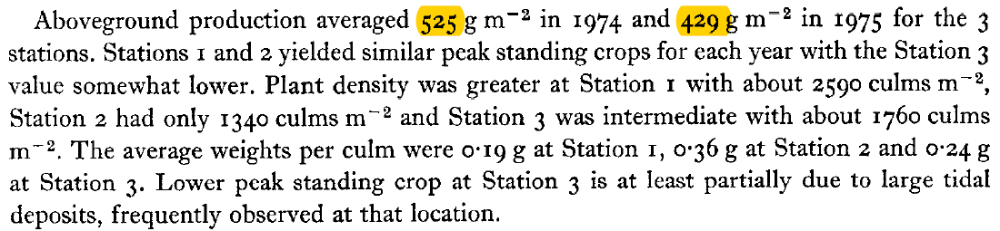 Aboveground production averaged 525 g m⁻² in 1974 and 429 g m⁻² in 1975 for the 3
stations. Stations 1 and 2 yielded similar peak standing crops for each year with the Station 3
value somewhat lower. Plant density was greater at Station 1 with about 2590 culms m⁻²,
Station 2 had only 1340 culms m⁻² and Station 3 was intermediate with about 1760 culms
m⁻². The average weights per culm were 0·19 g at Station 1, 0·36 g at Station 2 and 0·24 g
at Station 3. Lower peak standing crop at Station 3 is at least partially due to large tidal
deposits, frequently observed at that location.